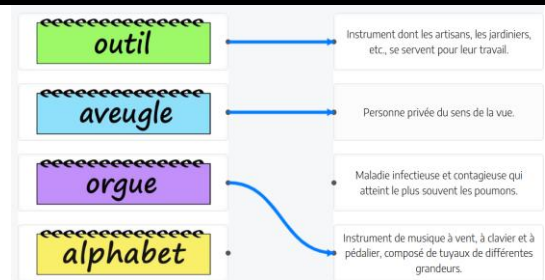 outil
Instrument dont les artisans, les jardiniers,
etc., se servent pour leur travail.
aveugle
Personne privée du sens de la vue.
orgue
Maladie infectieuse et contagieuse qui
atteint le plus souvent les poumons.
alphabet
Instrument de musique à vent, à clavier et à
pédalier, composé de tuyaux de différentes
grandeurs.